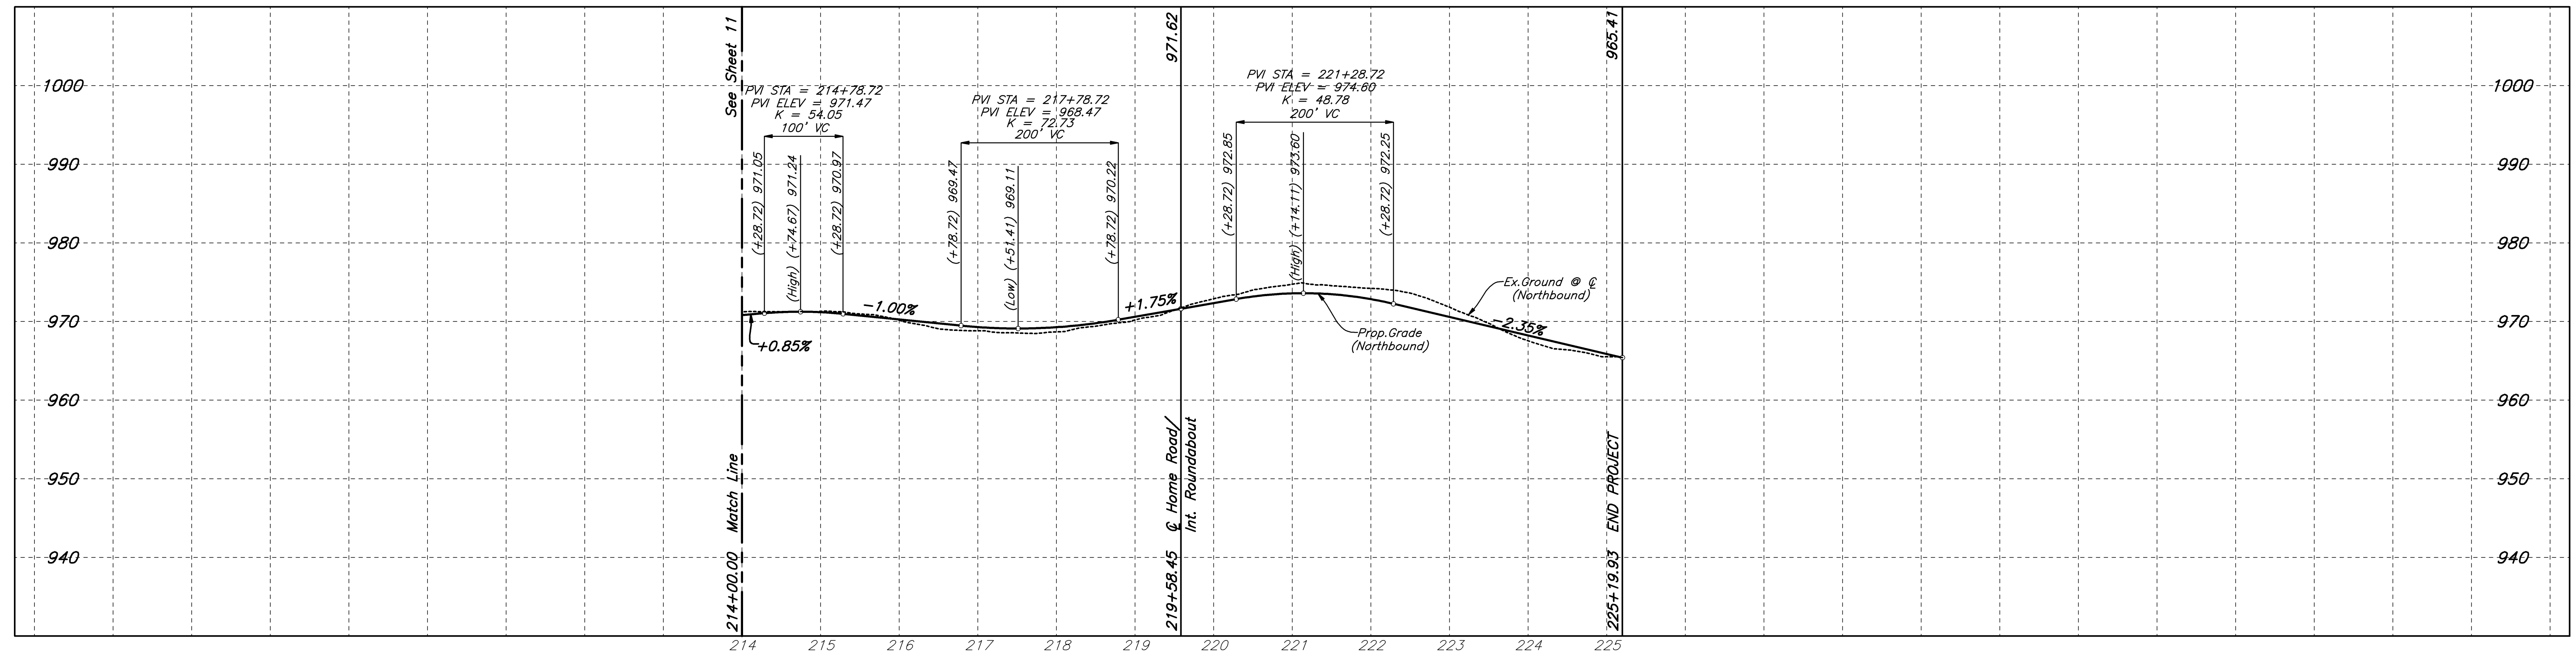 See Sheet 11
Match Line
214+00.00
PVI STA = 214+78.72
PVI ELEV = 971.47
K = 54.05
100' VC
(+28.72) 971.05
(High) (+74.67) 971.24
(+28.72) 970.97
+0.85%
-1.00%
PVI STA = 217+78.72
PVI ELEV = 968.47
K = 72.73
200' VC
(+78.72) 969.47
(Low) (+51.41) 969.11
(+78.72) 970.22
+1.75%
971.62
℄ Home Road/
Int. Roundabout
219+58.45
PVI STA = 221+28.72
PVI ELEV = 974.60
K = 48.78
200' VC
(+28.72) 972.85
(High) (+14.11) 973.60
(+28.72) 972.25
Prop.Grade
(Northbound)
Ex.Ground @ ℄
(Northbound)
-2.35%
965.41
END PROJECT
225+19.93
1000
990
980
970
960
950
940
1000
990
980
970
960
950
940
214 215 216 217 218 219 220 221 222 223 224 225